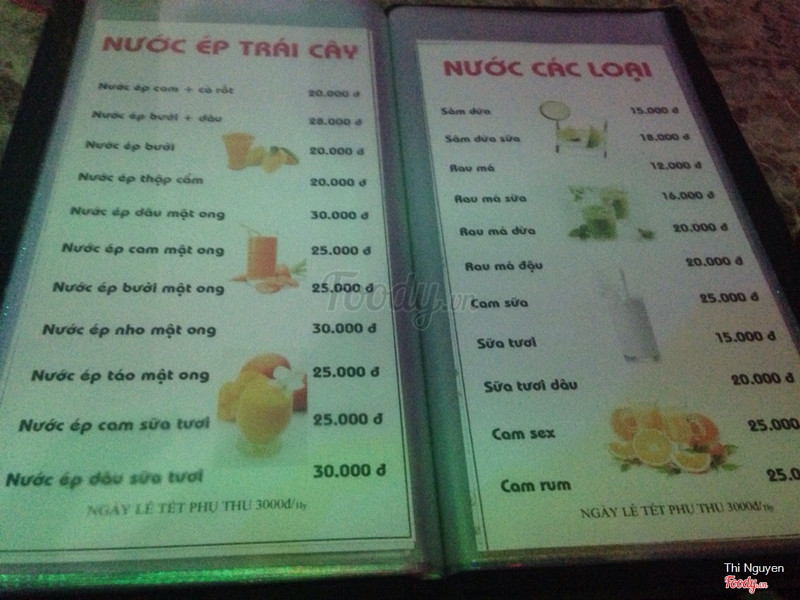 NƯỚC ÉP TRÁI CÂY
Nước ép cam + cà rốt 20.000 đ
Nước ép bưởi + dâu 28.000 đ
Nước ép bưởi 20.000 đ
Nước ép thập cẩm 20.000 đ
Nước ép dâu mật ong 30.000 đ
Nước ép cam mật ong 25.000 đ
Nước ép bưởi mật ong 25.000 đ
Nước ép nho mật ong 30.000 đ
Nước ép táo mật ong 25.000 đ
Nước ép cam sữa tươi 25.000 đ
Nước ép dâu sữa tươi 30.000 đ
NGÀY LỄ TẾT PHỤ THU 3000đ/1ly
NƯỚC CÁC LOẠI
Sâm dứa 15.000 đ
Sâm dứa sữa 18.000 đ
Rau má 12.000 đ
Rau má sữa 16.000 đ
Rau má dừa 20.000 đ
Rau má đậu 20.000 đ
Cam sữa 25.000 đ
Sữa tươi 15.000 đ
Sữa tươi dâu 20.000 đ
Cam sex 25.000
Cam rum 25.0
NGÀY LỄ TẾT PHỤ THU 3000đ/1ly
Foody.vn
Thi Nguyen
Foody.vn